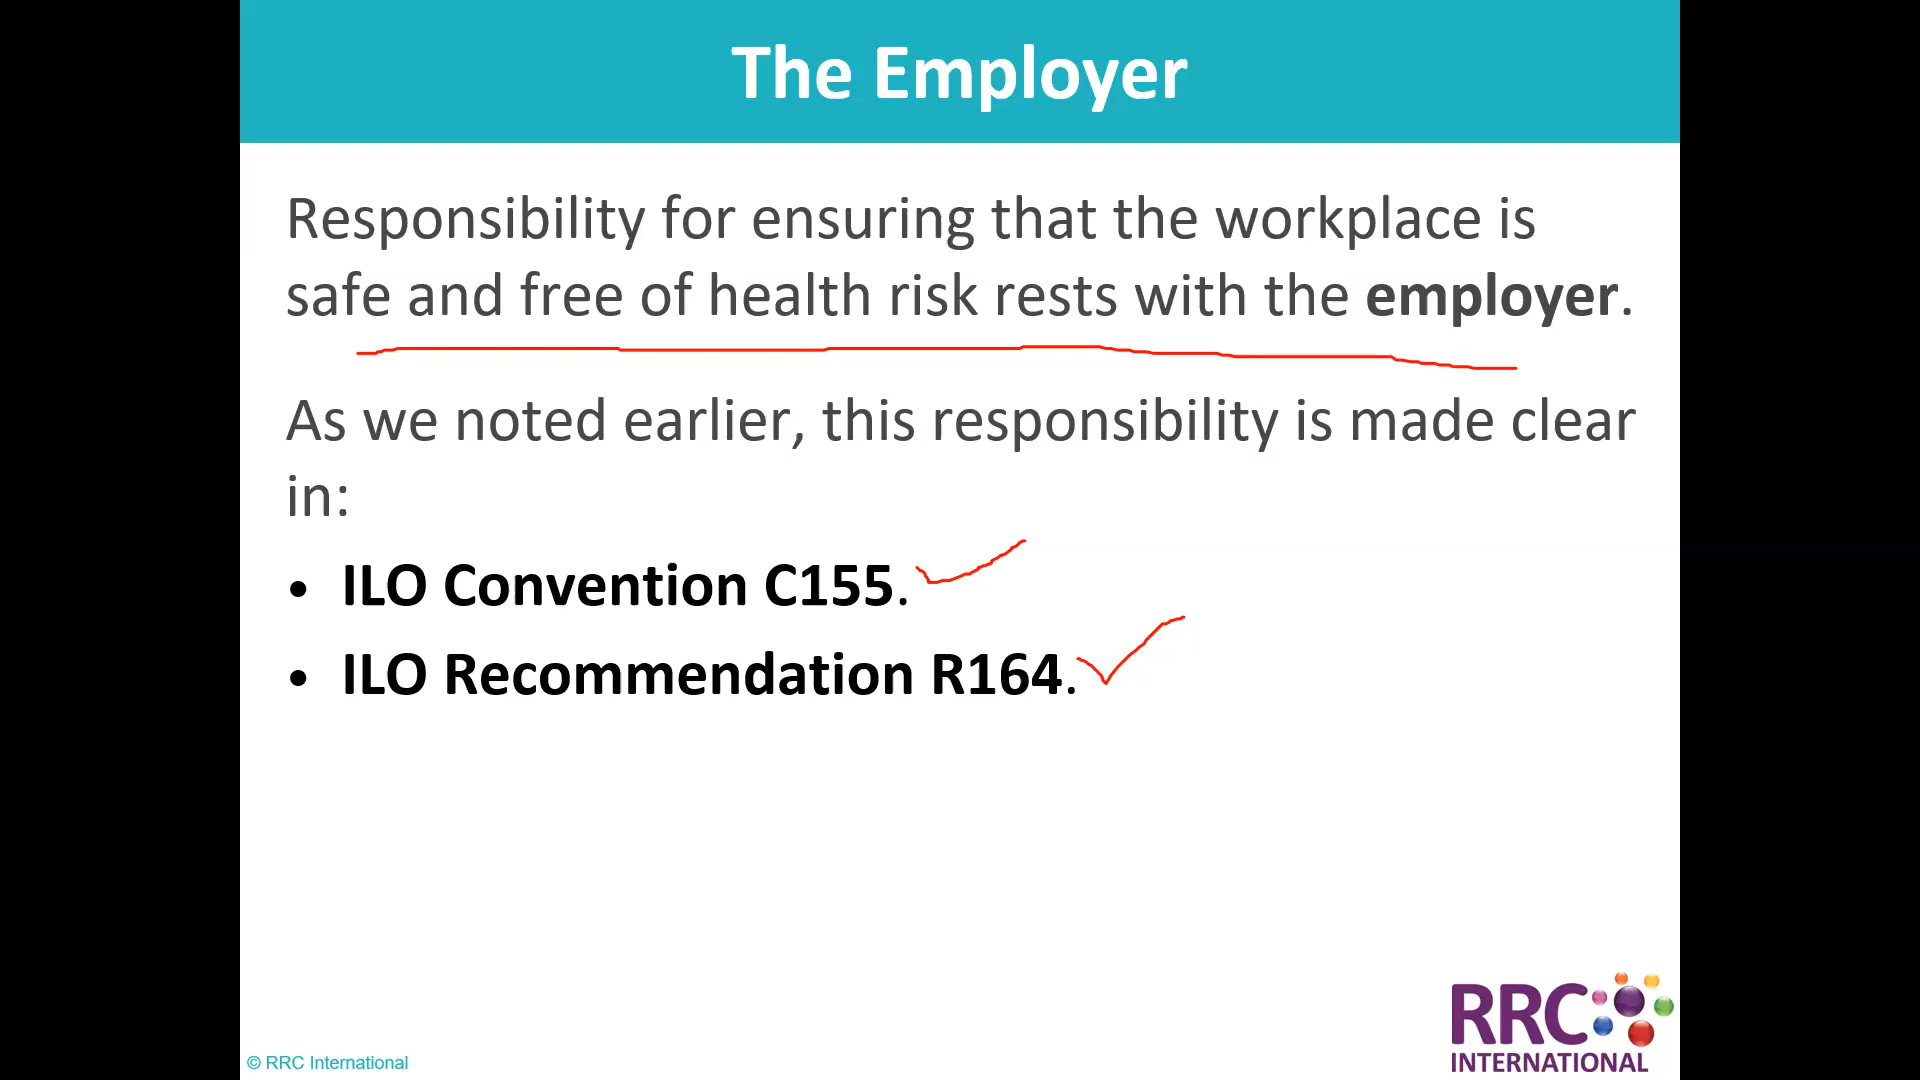 The Employer
Responsibility for ensuring that the workplace is
safe and free of health risk rests with the employer.
As we noted earlier, this responsibility is made clear
in:
• ILO Convention C155.
• ILO Recommendation R164.
RRC
INTERNATIONAL
© RRC International